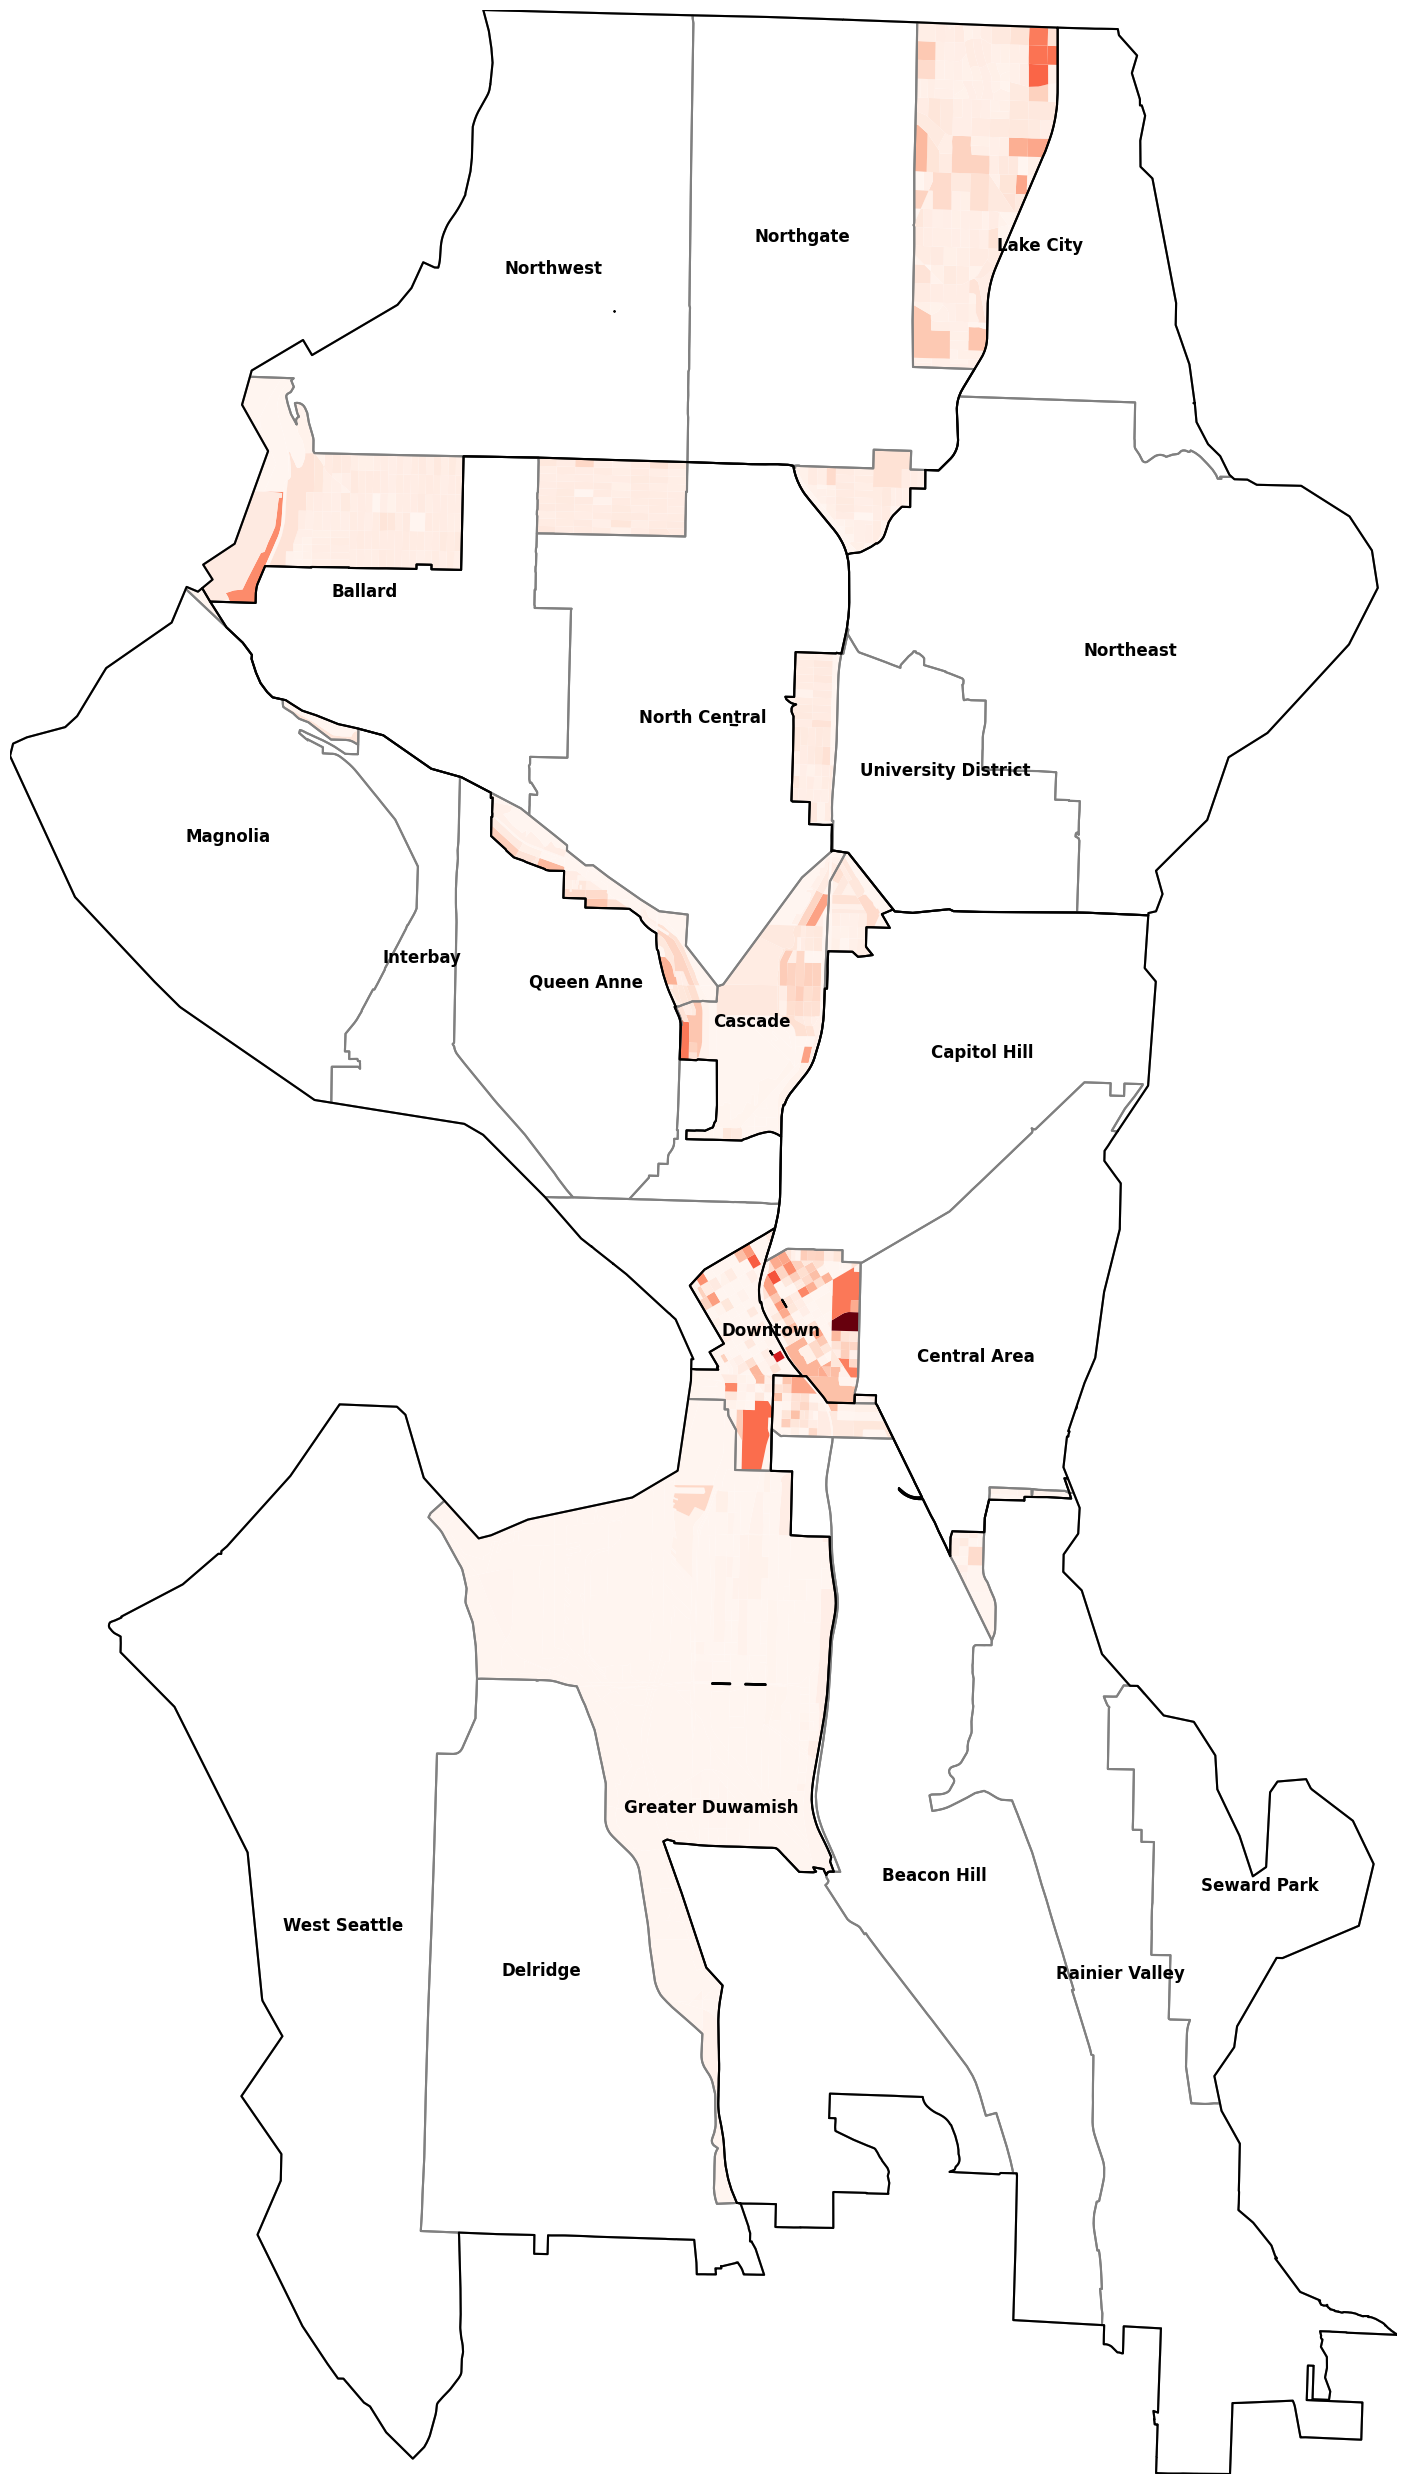 Northgate
Lake City
Northwest
Ballard
Northeast
North Central
University District
Magnolia
Interbay
Queen Anne
Cascade
Capitol Hill
Downtown
Central Area
Greater Duwamish
Beacon Hill
Seward Park
West Seattle
Delridge
Rainier Valley